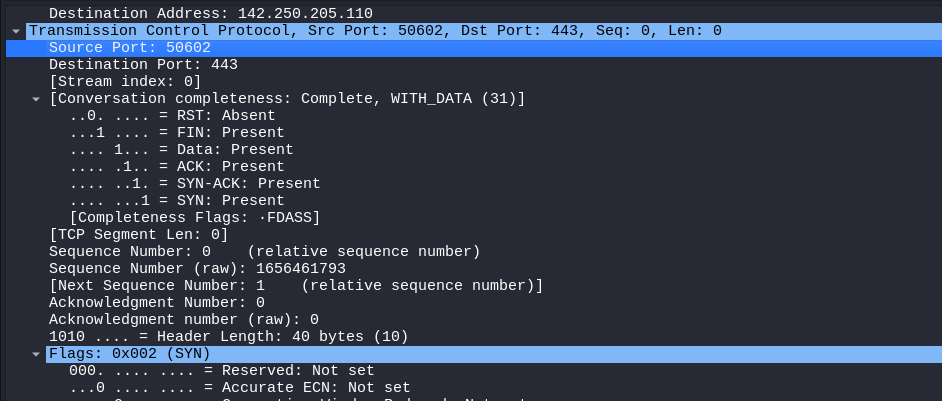 Destination Address: 142.250.205.110
Transmission Control Protocol, Src Port: 50602, Dst Port: 443, Seq: 0, Len: 0
Source Port: 50602
Destination Port: 443
[Stream index: 0]
[Conversation completeness: Complete, WITH_DATA (31)]
..0. .... = RST: Absent
...1 .... = FIN: Present
.... 1... = Data: Present
.... .1.. = ACK: Present
.... ..1. = SYN-ACK: Present
.... ...1 = SYN: Present
[Completeness Flags: ·FDASS]
[TCP Segment Len: 0]
Sequence Number: 0    (relative sequence number)
Sequence Number (raw): 1656461793
[Next Sequence Number: 1    (relative sequence number)]
Acknowledgment Number: 0
Acknowledgment number (raw): 0
1010 .... = Header Length: 40 bytes (10)
Flags: 0x002 (SYN)
000. .... .... = Reserved: Not set
...0 .... .... = Accurate ECN: Not set